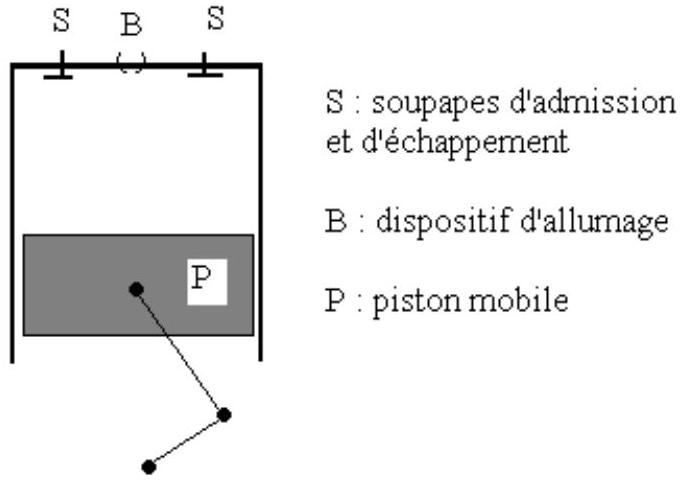 S
B
S
S : soupapes d'admission
et d'échappement
B : dispositif d'allumage
P
P : piston mobile